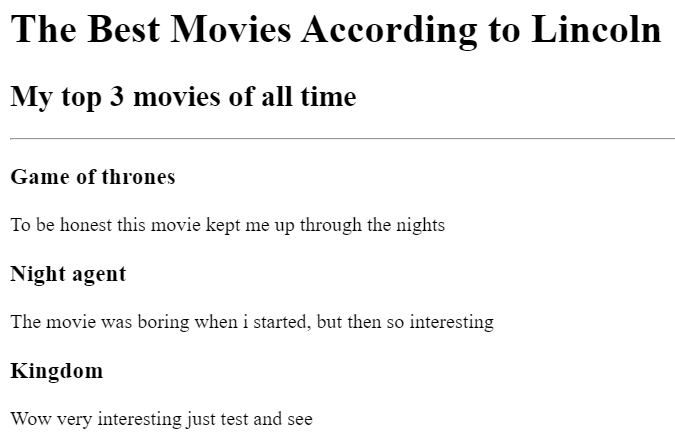 The Best Movies According to Lincoln
My top 3 movies of all time
Game of thrones
To be honest this movie kept me up through the nights
Night agent
The movie was boring when i started, but then so interesting
Kingdom
Wow very interesting just test and see